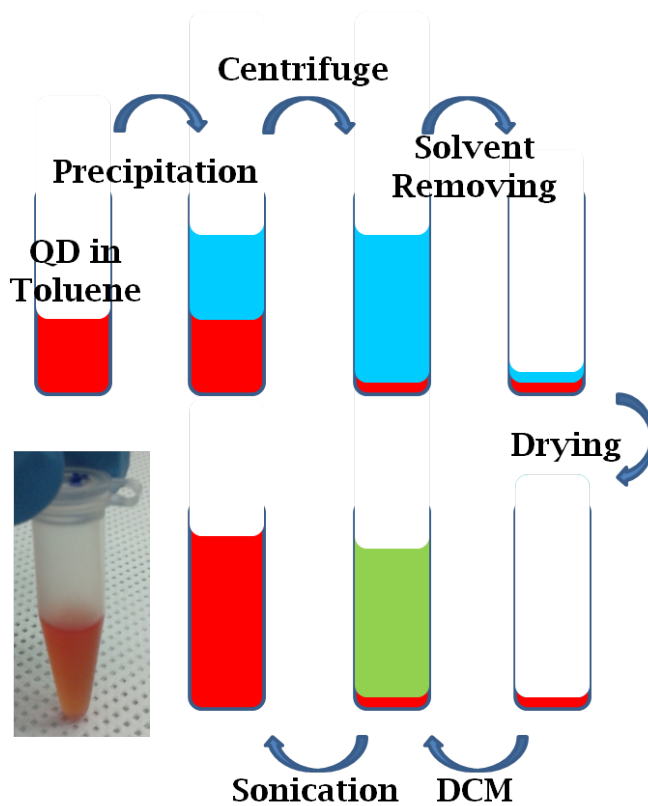 Centrifuge
Precipitation
Solvent
Removing
QD in
Toluene
Drying
Sonication
DCM